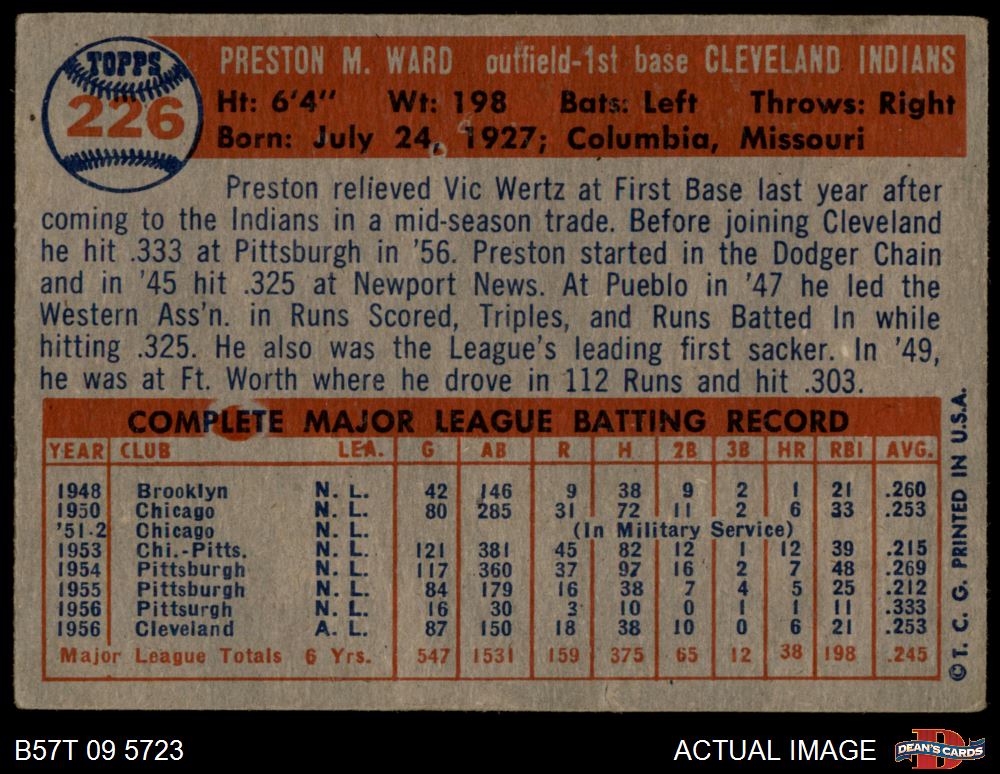 TOPPS
226
PRESTON M. WARD outfield-1st base CLEVELAND INDIANS
Ht: 6'4" Wt: 198 Bats: Left Throws: Right
Born: July 24, 1927; Columbia, Missouri
Preston relieved Vic Wertz at First Base last year after
coming to the Indians in a mid-season trade. Before joining Cleveland
he hit .333 at Pittsburgh in '56. Preston started in the Dodger Chain
and in '45 hit .325 at Newport News. At Pueblo in '47 he led the
Western Ass'n. in Runs Scored, Triples, and Runs Batted In while
hitting .325. He also was the League's leading first sacker. In '49,
he was at Ft. Worth where he drove in 112 Runs and hit .303.
COMPLETE MAJOR LEAGUE BATTING RECORD
YEAR CLUB LEA. G AB R H 2B 3B HR RBI AVG.
1948 Brooklyn N. L. 42 146 9 38 9 2 1 21 .260
1950 Chicago N. L. 80 285 31 72 11 2 6 33 .253
'51-2 Chicago N. L. (In Military Service)
1953 Chi.-Pitts. N. L. 121 381 45 82 12 1 12 39 .215
1954 Pittsburgh N. L. 117 360 37 97 16 2 7 48 .269
1955 Pittsburgh N. L. 84 179 16 38 7 4 5 25 .212
1956 Pittsurgh N. L. 16 30 3 10 0 1 1 11 .333
1956 Cleveland A. L. 87 150 18 38 10 0 6 21 .253
Major League Totals 6 Yrs. 547 1531 159 375 65 12 38 198 .245
© T. C. G. PRINTED IN U.S.A.
B57T 09 5723
ACTUAL IMAGE
D
DEAN'S CARDS